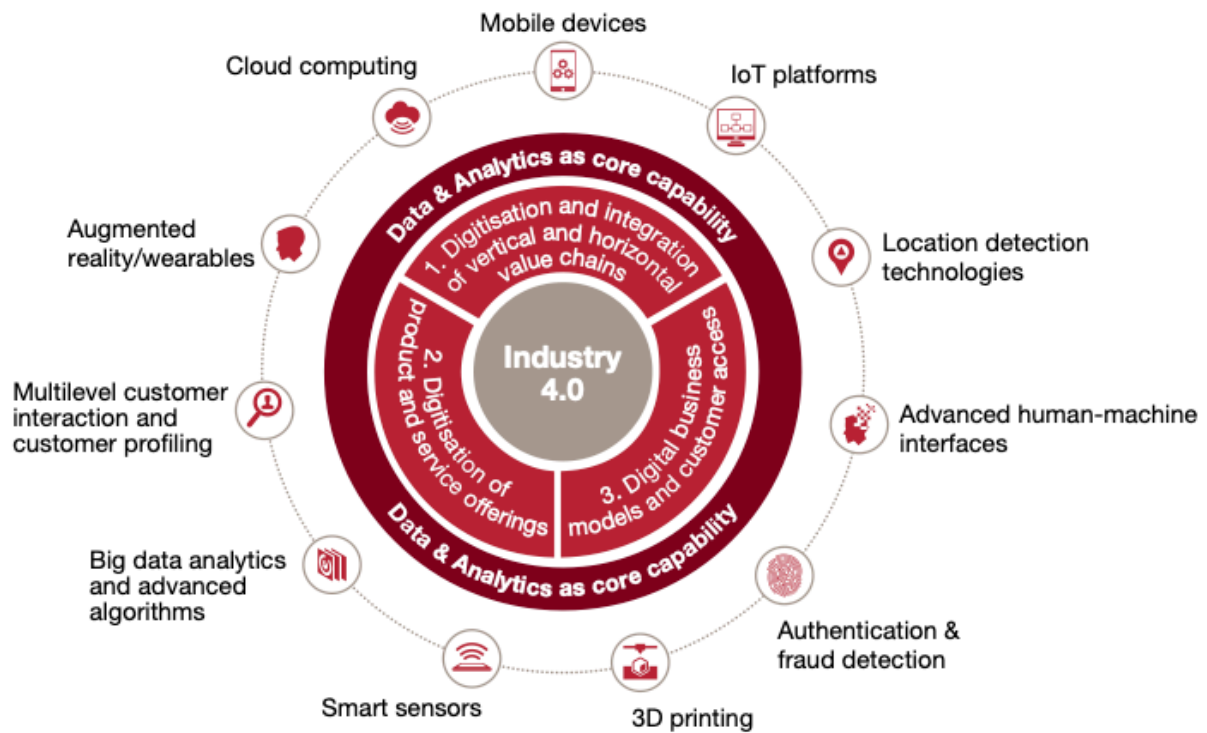 Mobile devices
Cloud computing
IoT platforms
Augmented
reality/wearables
Location detection
technologies
Multilevel customer
interaction and
customer profiling
Advanced human-machine
interfaces
Big data analytics
and advanced
algorithms
Authentication &
fraud detection
Smart sensors
3D printing
Data & Analytics as core capability
1. Digitisation and integration
of vertical and horizontal
value chains
2. Digitisation of
product and service offerings
3. Digital business
models and customer access
Industry
4.0
Data & Analytics as core capability